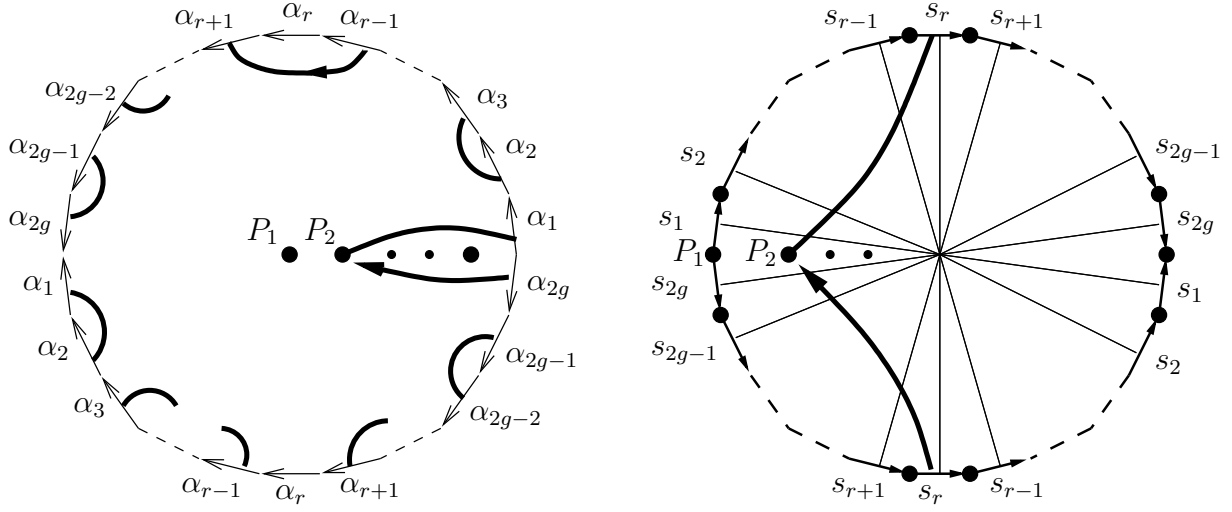 α_{r+1} α_r α_{r-1}
α_{2g-2}
α_3
α_{2g-1}
α_2
α_{2g}
α_1
P_1 P_2
α_1
α_{2g}
α_2
α_{2g-1}
α_3
α_{2g-2}
α_{r-1} α_r α_{r+1}
s_{r-1} s_r s_{r+1}
s_2
s_{2g-1}
s_1
s_{2g}
P_1 P_2
s_{2g}
s_1
s_{2g-1}
s_2
s_{r+1} s_r s_{r-1}